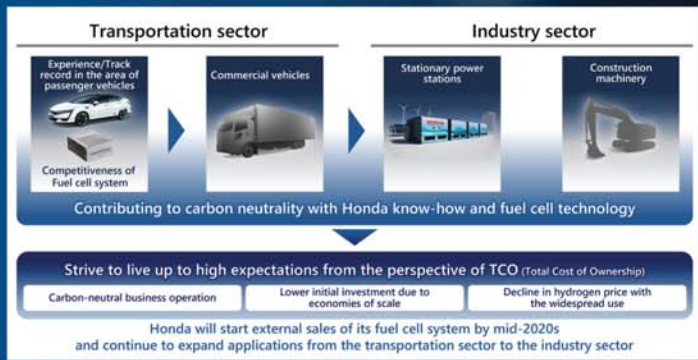 Transportation sector
Industry sector
Experience/Track
record in the area of
passenger vehicles
Competitiveness of
Fuel cell system
Commercial vehicles
Stationary power
stations
Construction
machinery
Contributing to carbon neutrality with Honda know-how and fuel cell technology
Strive to live up to high expectations from the perspective of TCO (Total Cost of Ownership)
Carbon-neutral business operation
Lower initial investment due to
economies of scale
Decline in hydrogen price with
the widespread use
Honda will start external sales of its fuel cell system by mid-2020s
and continue to expand applications from the transportation sector to the industry sector